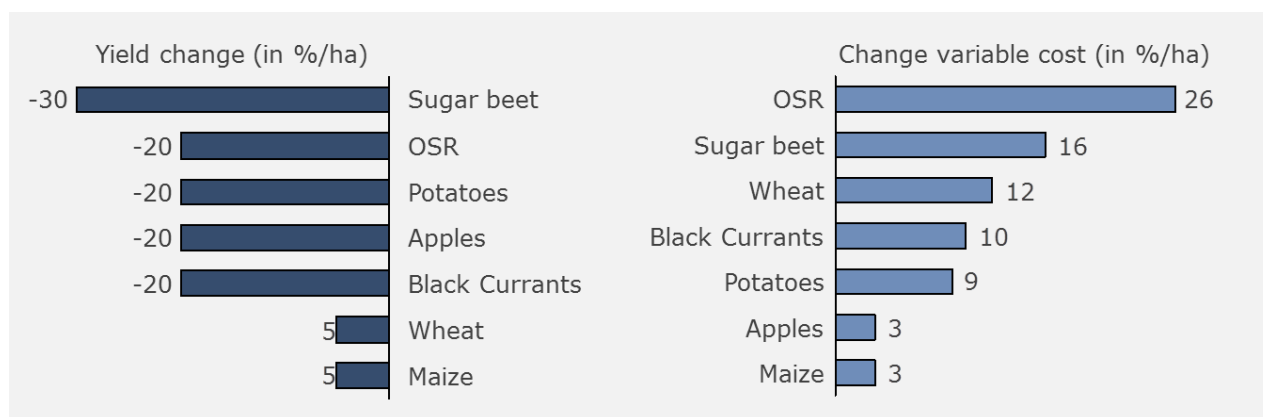 Yield change (in %/ha)
-30 Sugar beet
-20 OSR
-20 Potatoes
-20 Apples
-20 Black Currants
5 Wheat
5 Maize
Change variable cost (in %/ha)
OSR 26
Sugar beet 16
Wheat 12
Black Currants 10
Potatoes 9
Apples 3
Maize 3